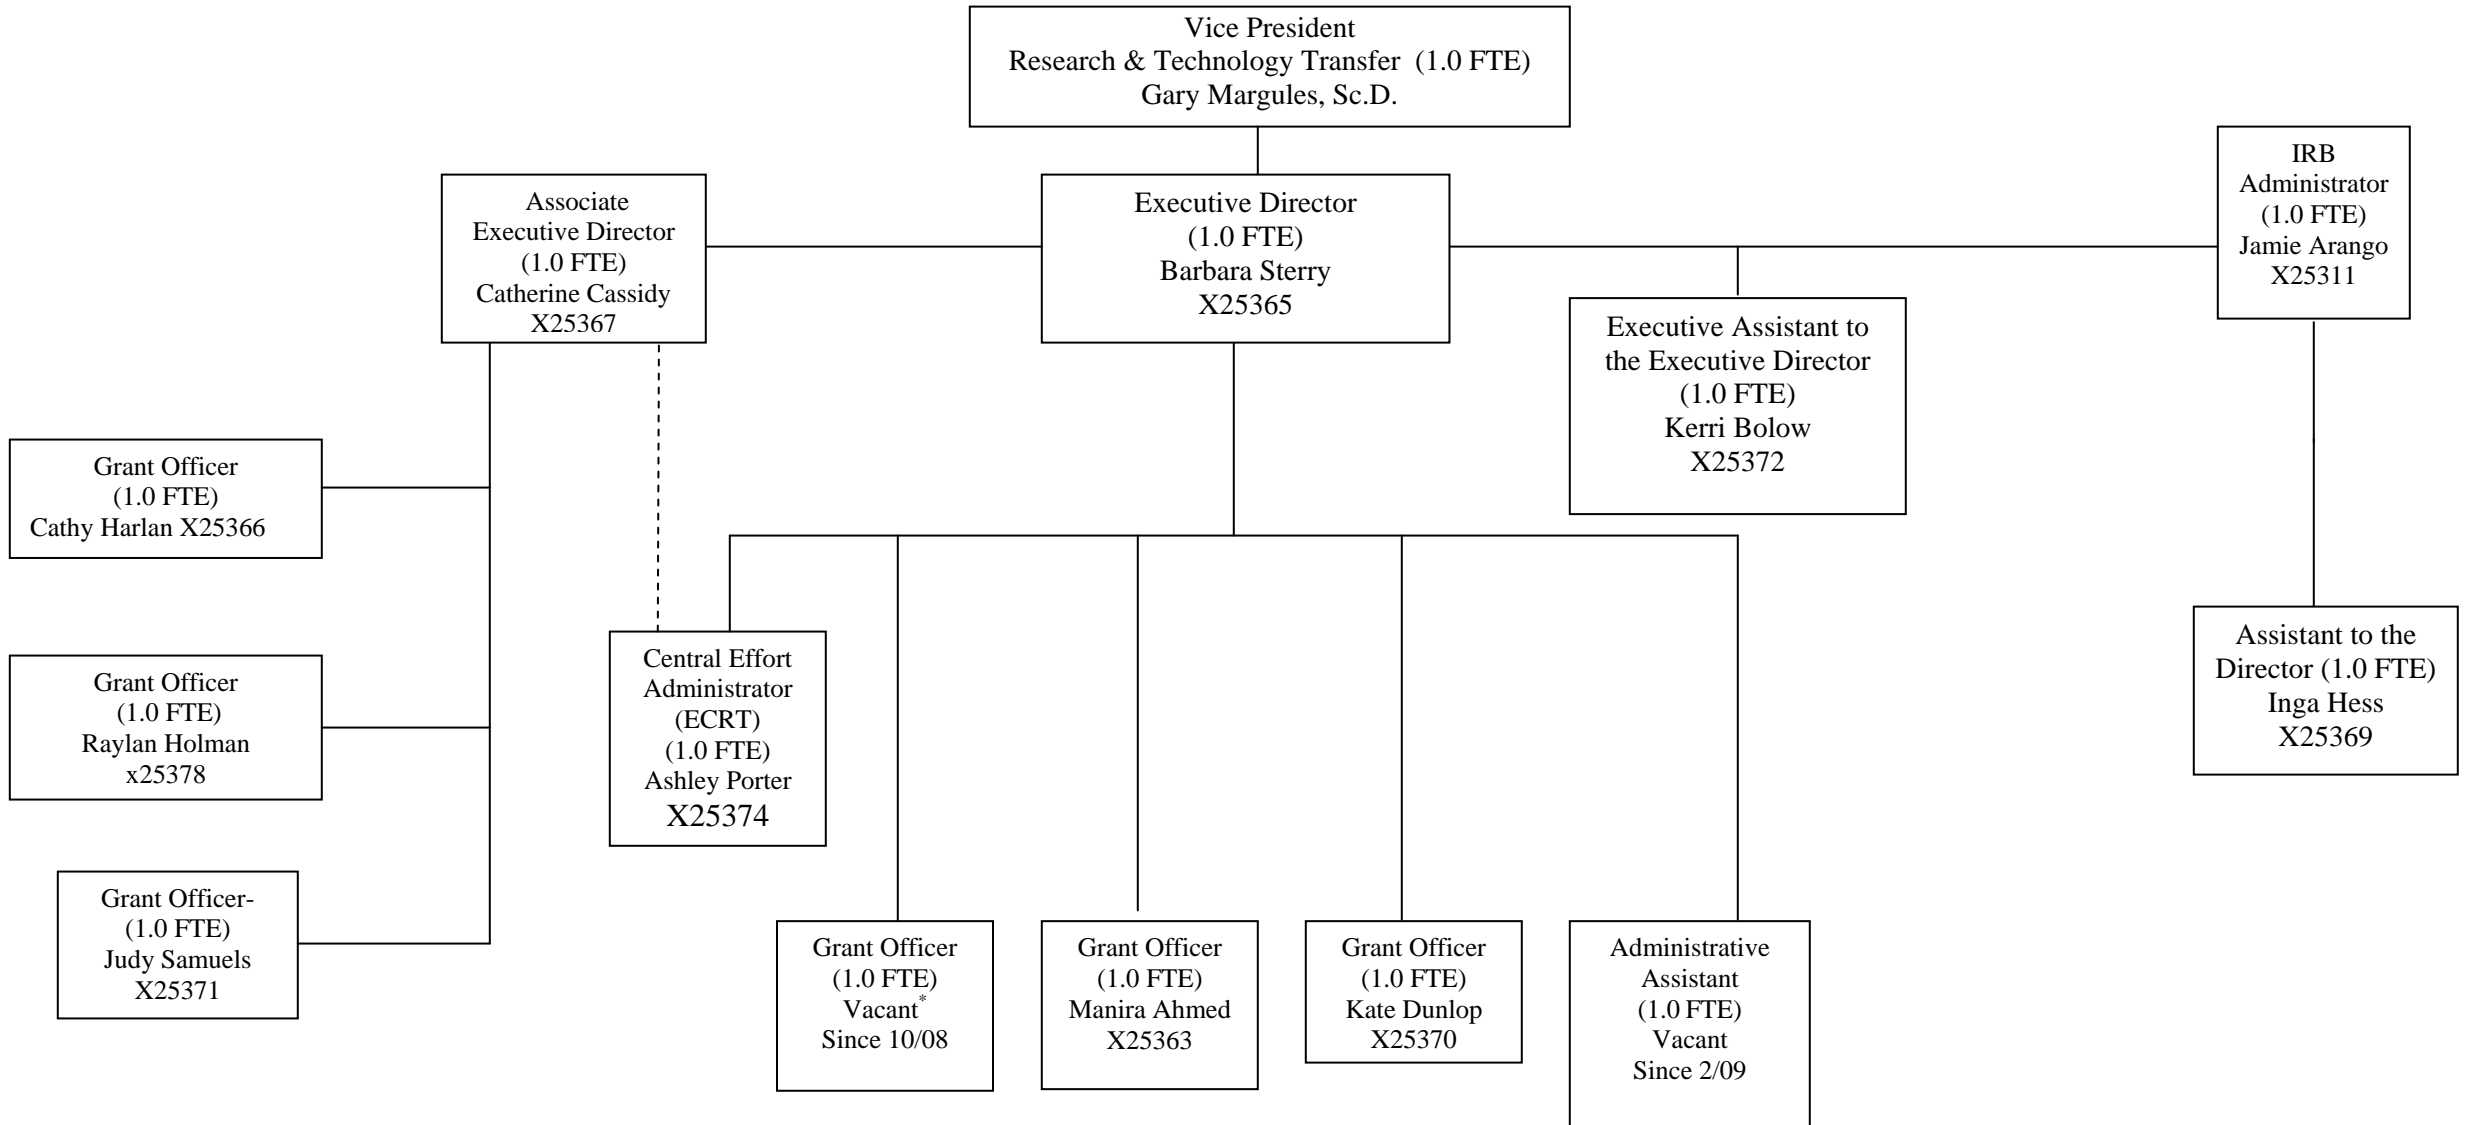 Vice President
Research & Technology Transfer (1.0 FTE)
Gary Margules, Sc.D.
Associate
Executive Director
(1.0 FTE)
Catherine Cassidy
X25367
Executive Director
(1.0 FTE)
Barbara Sterry
X25365
IRB
Administrator
(1.0 FTE)
Jamie Arango
X25311
Executive Assistant to
the Executive Director
(1.0 FTE)
Kerri Bolow
X25372
Grant Officer
(1.0 FTE)
Cathy Harlan X25366
Grant Officer
(1.0 FTE)
Raylan Holman
x25378
Grant Officer-
(1.0 FTE)
Judy Samuels
X25371
Central Effort
Administrator
(ECRT)
(1.0 FTE)
Ashley Porter
X25374
Assistant to the
Director (1.0 FTE)
Inga Hess
X25369
Grant Officer
(1.0 FTE)
Vacant*
Since 10/08
Grant Officer
(1.0 FTE)
Manira Ahmed
X25363
Grant Officer
(1.0 FTE)
Kate Dunlop
X25370
Administrative
Assistant
(1.0 FTE)
Vacant
Since 2/09